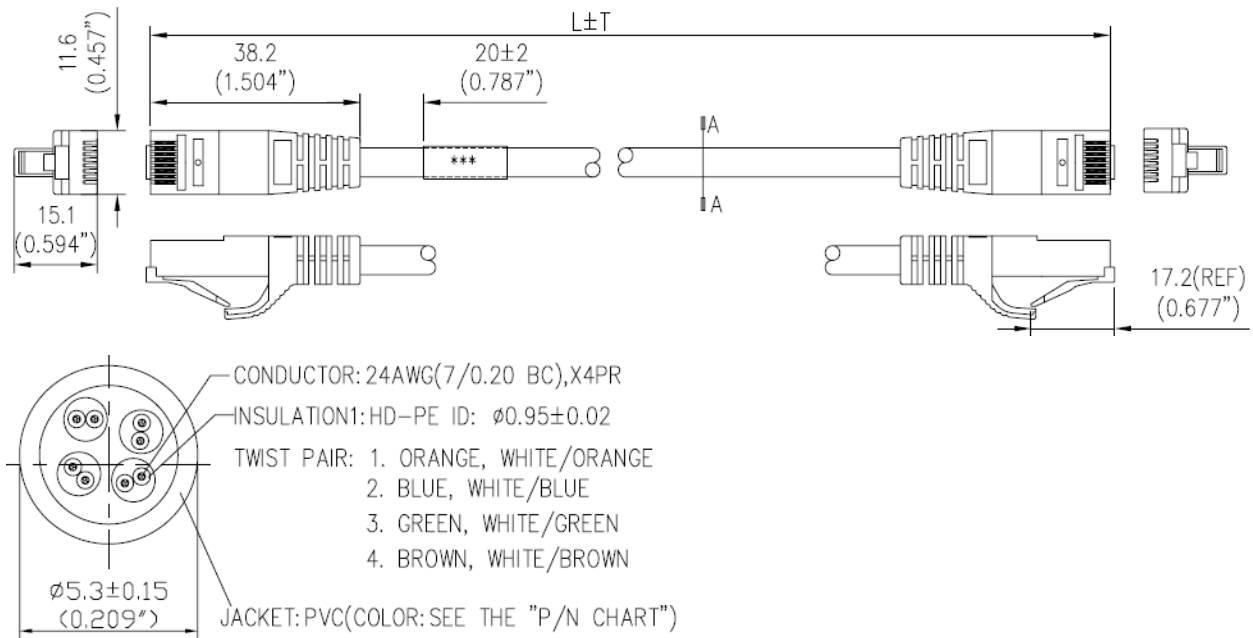 L±T
11.6
(0.457")
38.2
(1.504")
20±2
(0.787")
A
***
A
15.1
(0.594")
17.2(REF)
(0.677")
CONDUCTOR: 24AWG(7/0.20 BC),X4PR
INSULATION1: HD-PE ID: ø0.95±0.02
TWIST PAIR: 1. ORANGE, WHITE/ORANGE
2. BLUE, WHITE/BLUE
3. GREEN, WHITE/GREEN
4. BROWN, WHITE/BROWN
ø5.3±0.15
(0.209")
JACKET: PVC(COLOR: SEE THE "P/N CHART")